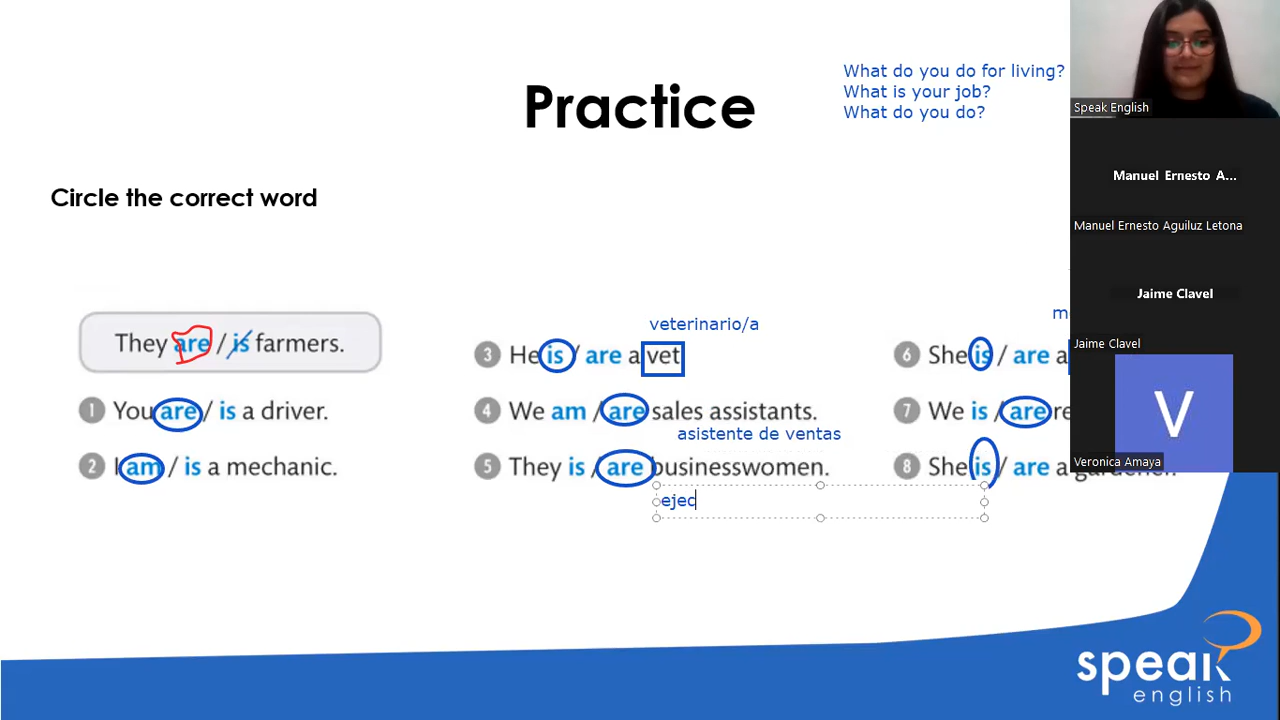 What do you do for living?
What is your job?
What do you do?
Practice
Circle the correct word
They are / is farmers.
1 You are / is a driver.
2 I am / is a mechanic.
veterinario/a
3 He is / are a vet
4 We am / are sales assistants.
asistente de ventas
5 They is / are businesswomen.
ejec
m
6 She is / are a
7 We is / are re
8 She is / are a gardener.
Speak English
Manuel Ernesto A...
Manuel Ernesto Aguiluz Letona
Jaime Clavel
Jaime Clavel
V
Veronica Amaya
speak
english